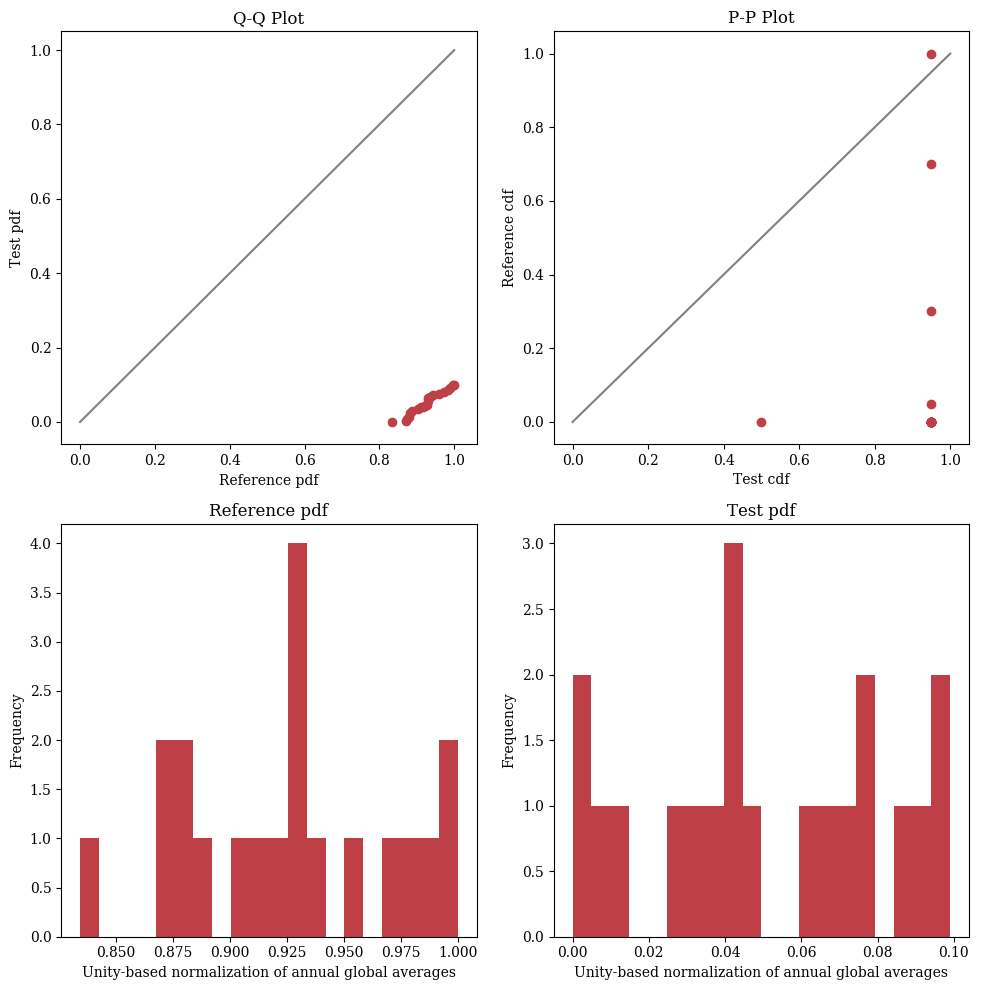 Q-Q Plot
1.0
0.8
0.6
0.4
0.2
0.0
Test pdf
0.0 0.2 0.4 0.6 0.8 1.0
Reference pdf
P-P Plot
1.0
0.8
0.6
0.4
0.2
0.0
Reference cdf
0.0 0.2 0.4 0.6 0.8 1.0
Test cdf
Reference pdf
4.0
3.5
3.0
2.5
2.0
1.5
1.0
0.5
0.0
Frequency
0.850 0.875 0.900 0.925 0.950 0.975 1.000
Unity-based normalization of annual global averages
Test pdf
3.0
2.5
2.0
1.5
1.0
0.5
0.0
Frequency
0.00 0.02 0.04 0.06 0.08 0.10
Unity-based normalization of annual global averages